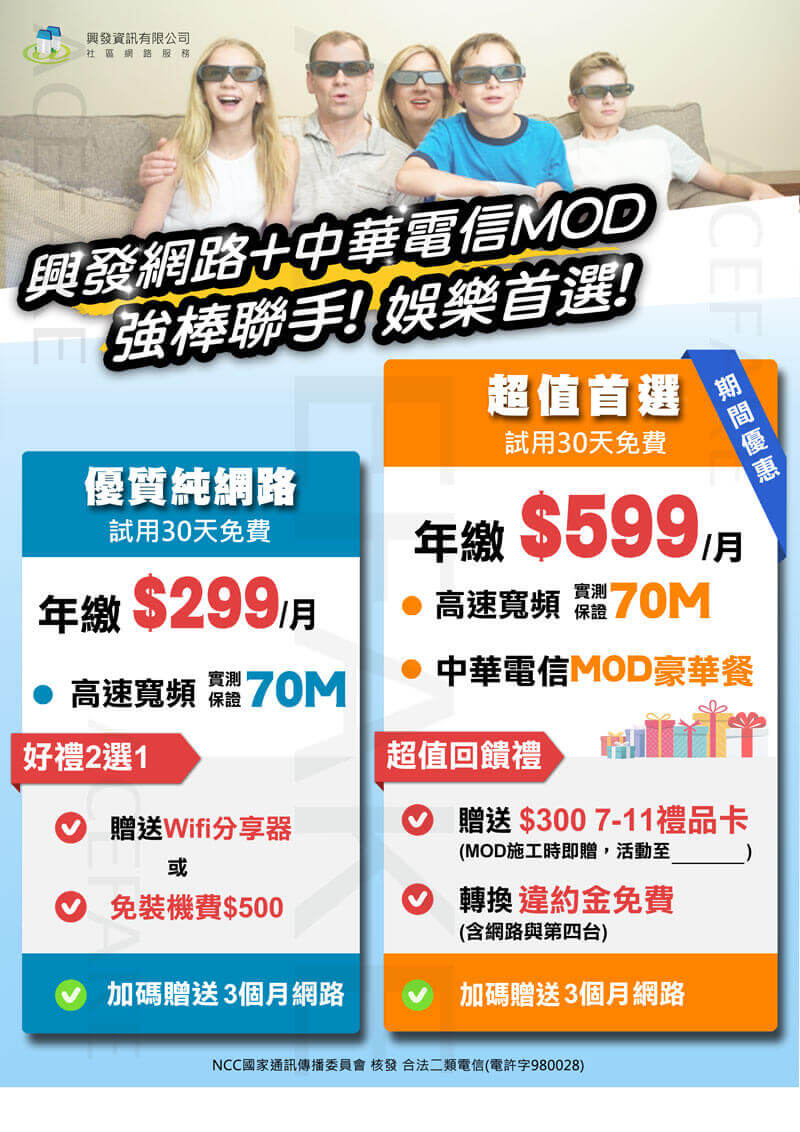 興發資訊有限公司
社區網路服務
興發網路+中華電信MOD
強棒聯手! 娛樂首選!
優質純網路
試用30天免費
年繳 $299/月
● 高速寬頻 實測保證 70M
好禮2選1
贈送Wifi分享器
或
免裝機費$500
加碼贈送3個月網路
期間優惠
超值首選
試用30天免費
年繳 $599/月
● 高速寬頻 實測保證 70M
● 中華電信MOD豪華餐
超值回饋禮
贈送 $300 7-11禮品卡
(MOD施工時即贈,活動至______)
轉換 違約金免費
(含網路與第四台)
加碼贈送3個月網路
NCC國家通訊傳播委員會 核發 合法二類電信(電許字980028)